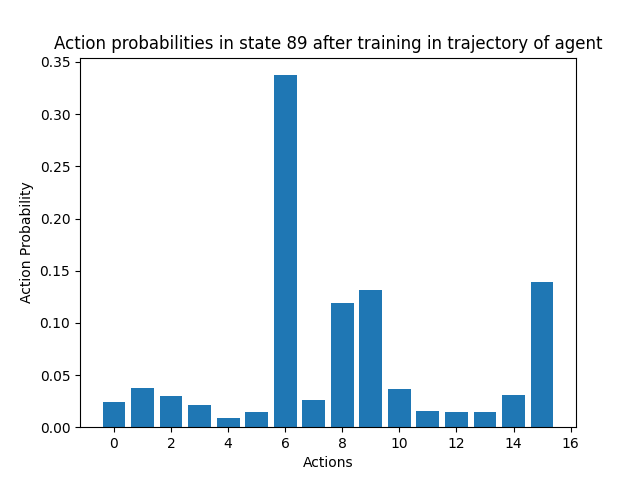 Action probabilities in state 89 after training in trajectory of agent
0.35
0.30
0.25
0.20
0.15
0.10
0.05
0.00
Action Probability
0 2 4 6 8 10 12 14 16
Actions